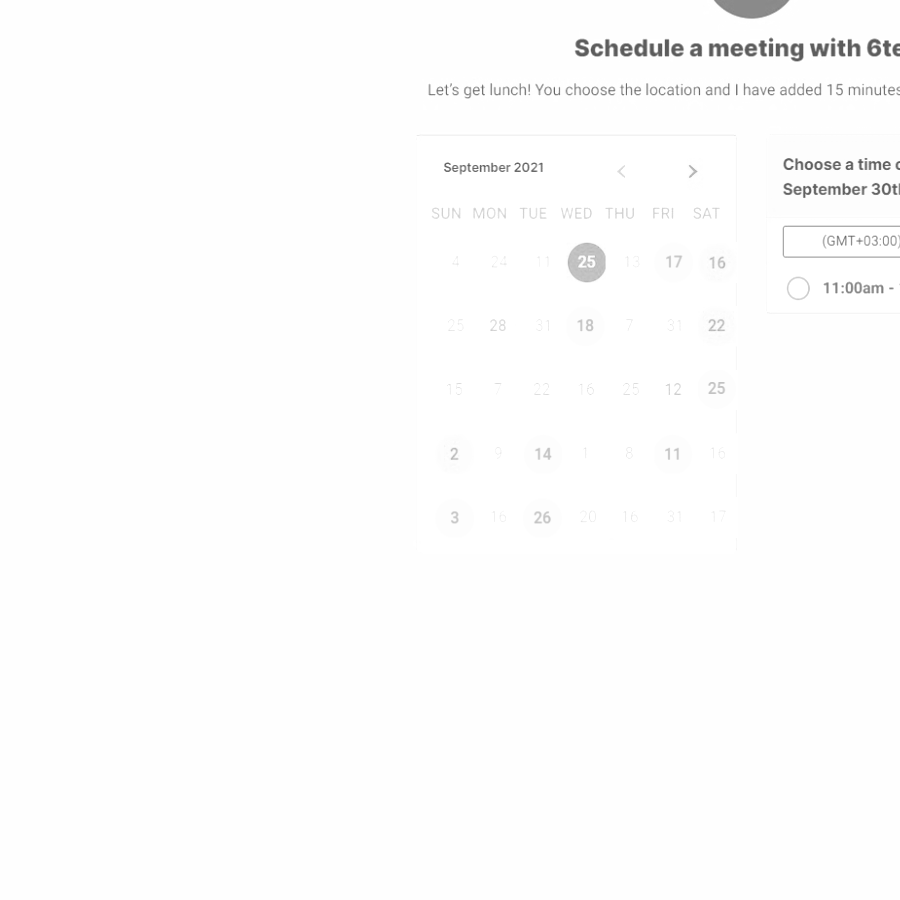 Schedule a meeting with 6te
Let's get lunch! You choose the location and I have added 15 minutes
September 2021
SUN MON TUE WED THU FRI SAT
4 24 11 25 13 17 16
25 28 31 18 7 31 22
15 7 22 16 25 12 25
2 9 14 1 8 11 16
3 16 26 20 16 31 17
Choose a time
September 30t
(GMT+03:00)
11:00am -